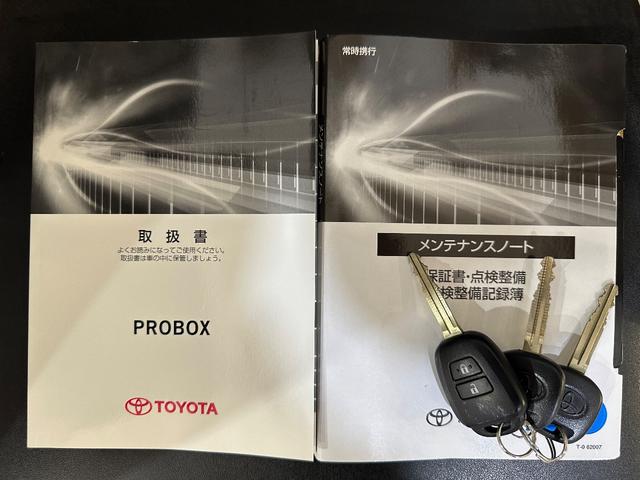 取扱書
よくお読みになってご使用ください。
取扱書は車の中に保管しましょう。
PROBOX
TOYOTA
常時携行
メンテナンスノート
保証書・点検整備
検整備記録簿
T-0 62007